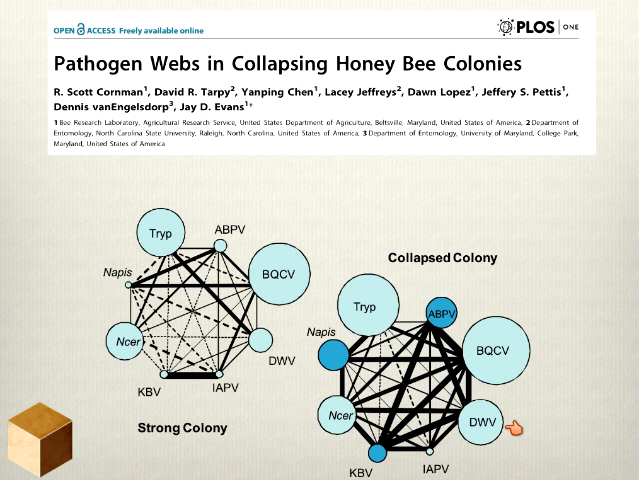 OPEN ACCESS Freely available online
PLOS ONE
Pathogen Webs in Collapsing Honey Bee Colonies
R. Scott Cornman1, David R. Tarpy2, Yanping Chen1, Lacey Jeffreys2, Dawn Lopez1, Jeffery S. Pettis1,
Dennis vanEngelsdorp3, Jay D. Evans1*
1 Bee Research Laboratory, Agricultural Research Service, United States Department of Agriculture, Beltsville, Maryland, United States of America, 2 Department of
Entomology, North Carolina State University, Raleigh, North Carolina, United States of America, 3 Department of Entomology, University of Maryland, College Park,
Maryland, United States of America
Tryp
ABPV
BQCV
Napis
Ncer
DWV
KBV
IAPV
Strong Colony
Collapsed Colony
Tryp
ABPV
Napis
BQCV
Ncer
DWV
KBV
IAPV